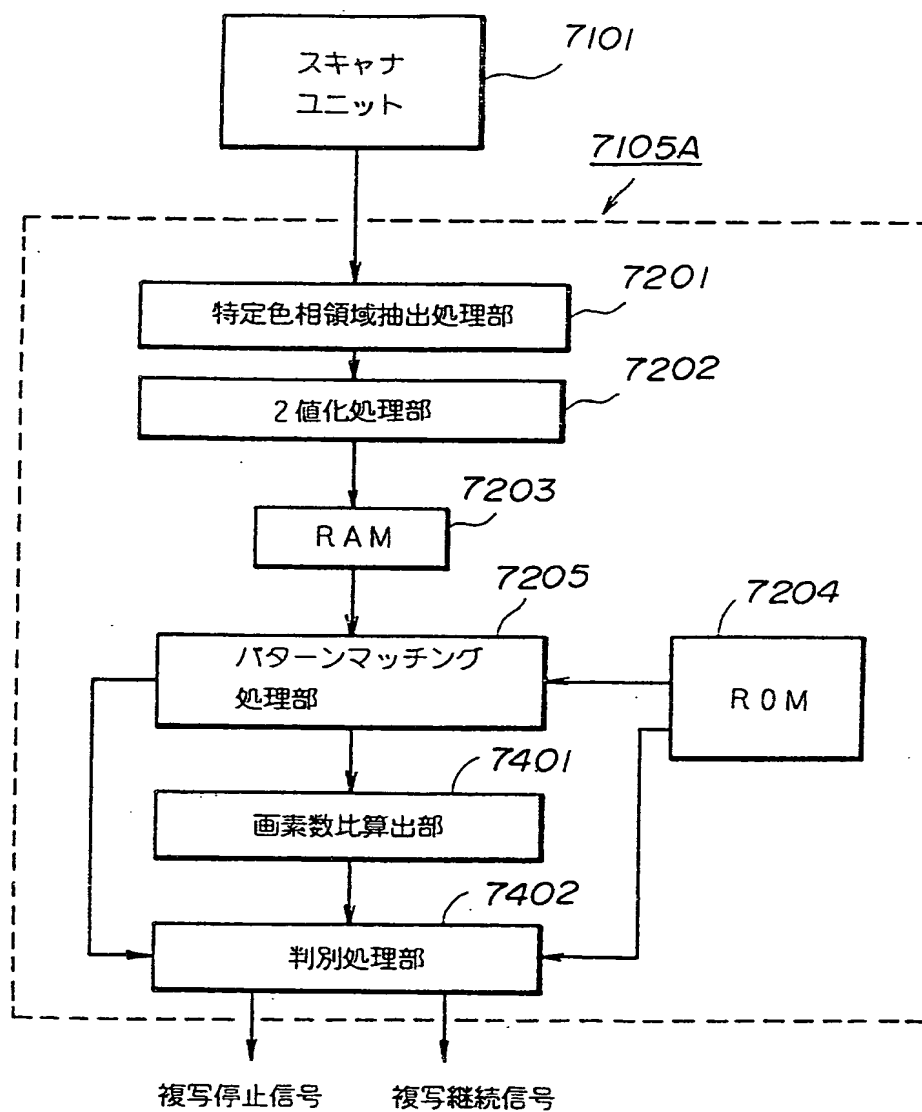 7101
スキャナ
ユニット
7105A
7201
特定色相領域抽出処理部
7202
2値化処理部
7203
RAM
7205
パターンマッチング
処理部
7204
ROM
7401
画素数比算出部
7402
判別処理部
複写停止信号
複写継続信号